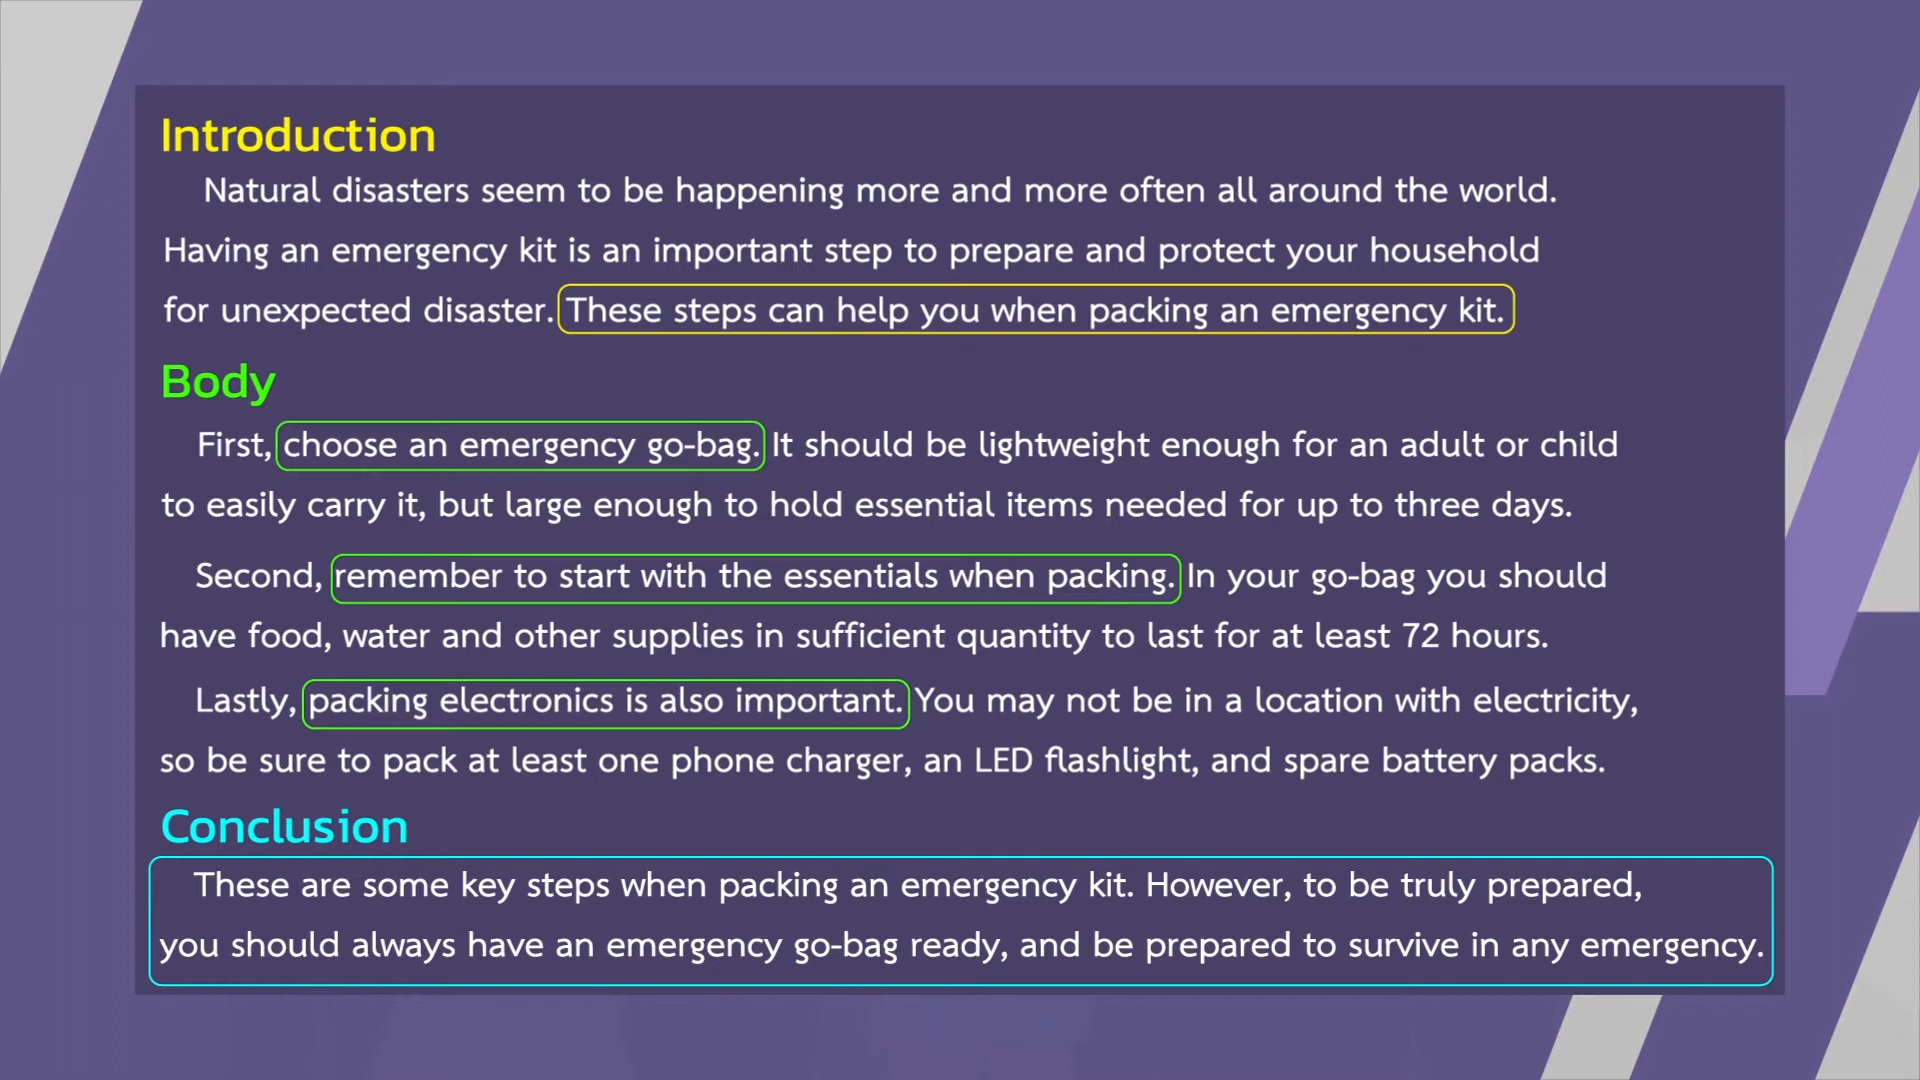 Introduction
Natural disasters seem to be happening more and more often all around the world.
Having an emergency kit is an important step to prepare and protect your household
for unexpected disaster. These steps can help you when packing an emergency kit.
Body
First, choose an emergency go-bag. It should be lightweight enough for an adult or child
to easily carry it, but large enough to hold essential items needed for up to three days.
Second, remember to start with the essentials when packing. In your go-bag you should
have food, water and other supplies in sufficient quantity to last for at least 72 hours.
Lastly, packing electronics is also important. You may not be in a location with electricity,
so be sure to pack at least one phone charger, an LED flashlight, and spare battery packs.
Conclusion
These are some key steps when packing an emergency kit. However, to be truly prepared,
you should always have an emergency go-bag ready, and be prepared to survive in any emergency.